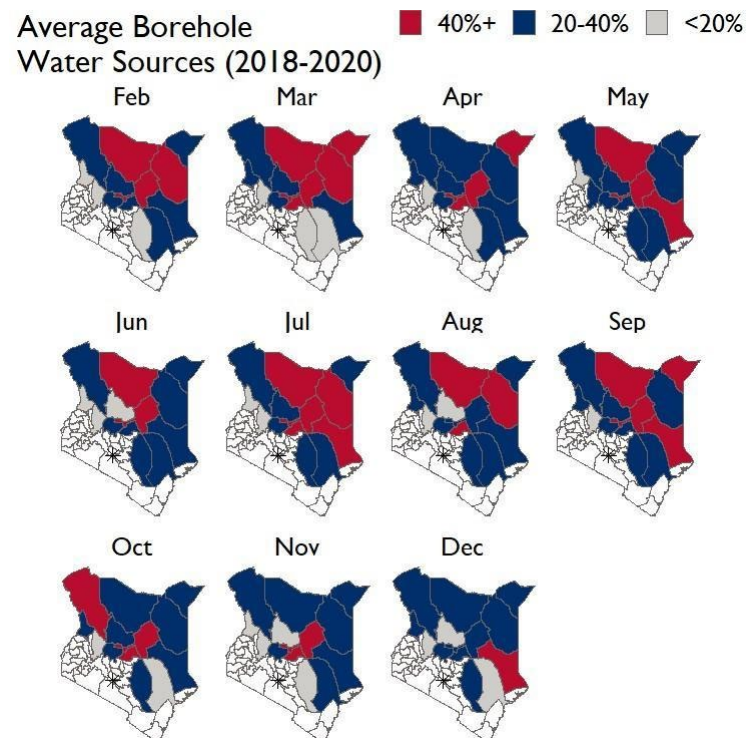 Average Borehole
Water Sources (2018-2020)
40%+ 20-40% <20%
Feb Mar Apr May
Jun Jul Aug Sep
Oct Nov Dec